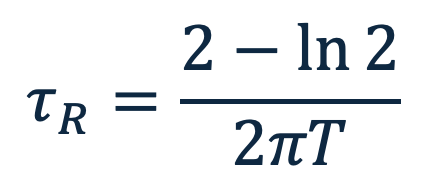 τ_R = (2 − ln 2) / (2πT)